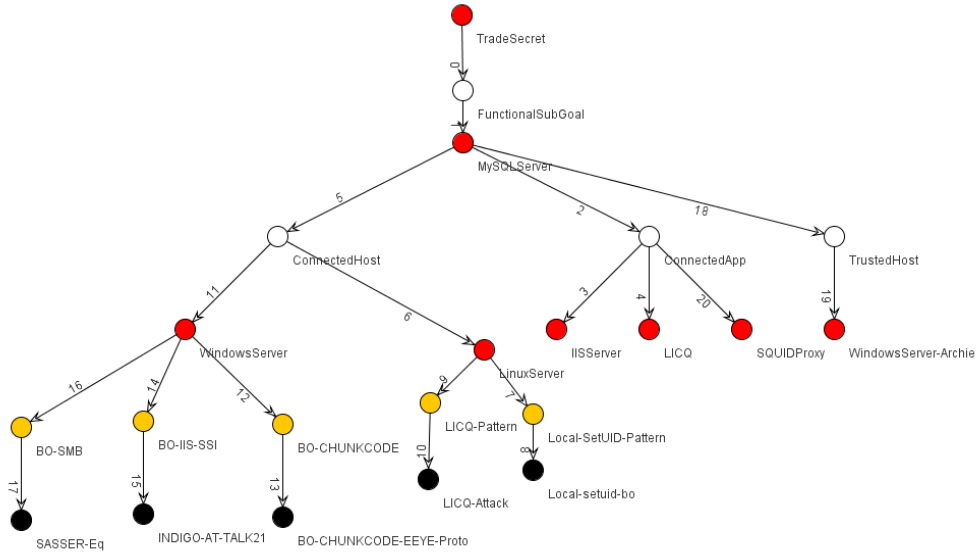 TradeSecret
0
FunctionalSubGoal
1
MySQLServer
5
2
18
ConnectedHost
ConnectedApp
TrustedHost
11
6
3
4
20
19
WindowsServer
IISServer
LICQ
SQUIDProxy
WindowsServer-Archie
LinuxServer
16
14
12
9
7
BO-SMB
BO-IIS-SSI
BO-CHUNKCODE
LICQ-Pattern
Local-SetUID-Pattern
17
15
13
10
8
SASSER-Eq
INDIGO-AT-TALK21
BO-CHUNKCODE-EEYE-Proto
LICQ-Attack
Local-setuid-bo